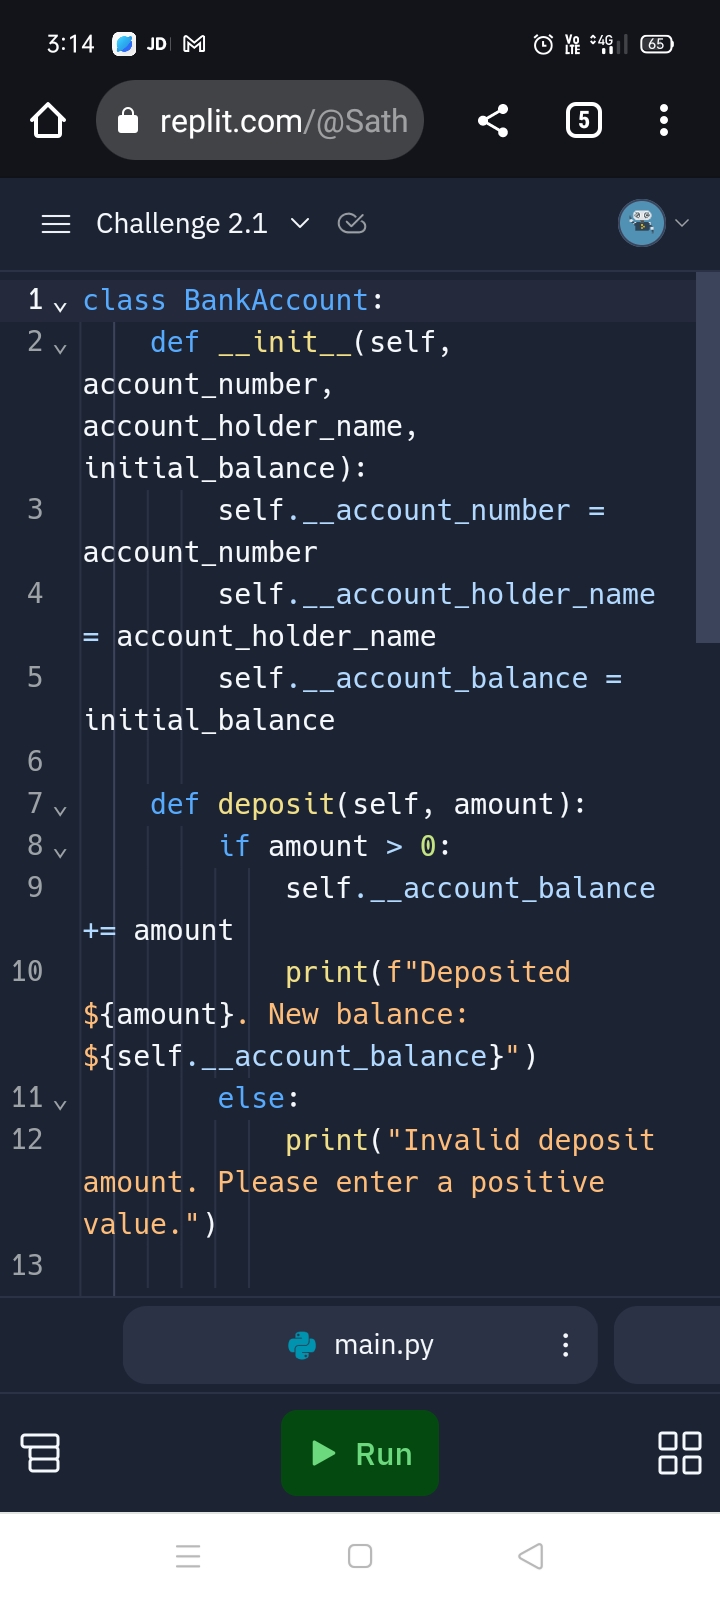 3:14 JD Vo LTE 4G 65
replit.com/@Sath 5
Challenge 2.1
1 class BankAccount:
2 def __init__(self,
account_number,
account_holder_name,
initial_balance):
3 self.__account_number =
account_number
4 self.__account_holder_name
= account_holder_name
5 self.__account_balance =
initial_balance
6
7 def deposit(self, amount):
8 if amount > 0:
9 self.__account_balance
+= amount
10 print(f"Deposited
${amount}. New balance:
${self.__account_balance}")
11 else:
12 print("Invalid deposit
amount. Please enter a positive
value.")
13
main.py
Run